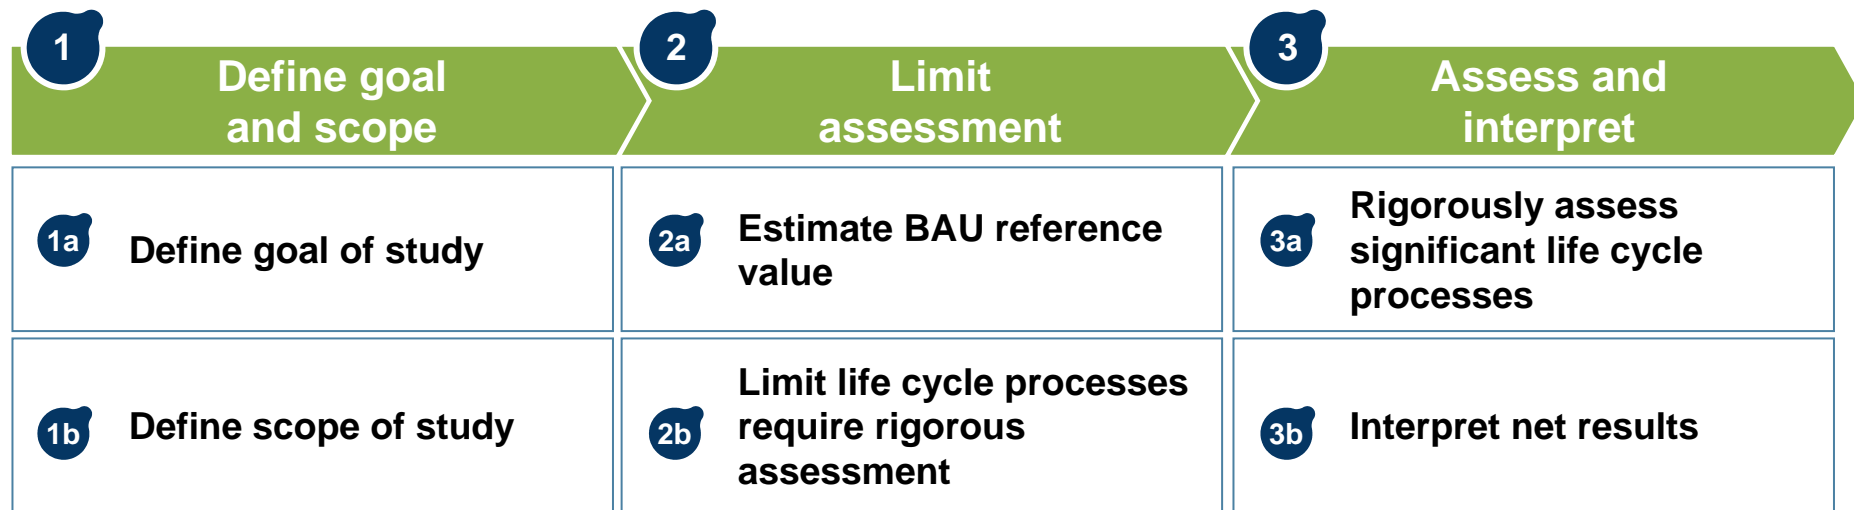 1
Define goal
and scope
2
Limit
assessment
3
Assess and
interpret
1a
Define goal of study
2a
Estimate BAU reference
value
3a
Rigorously assess
significant life cycle
processes
1b
Define scope of study
2b
Limit life cycle processes
require rigorous
assessment
3b
Interpret net results